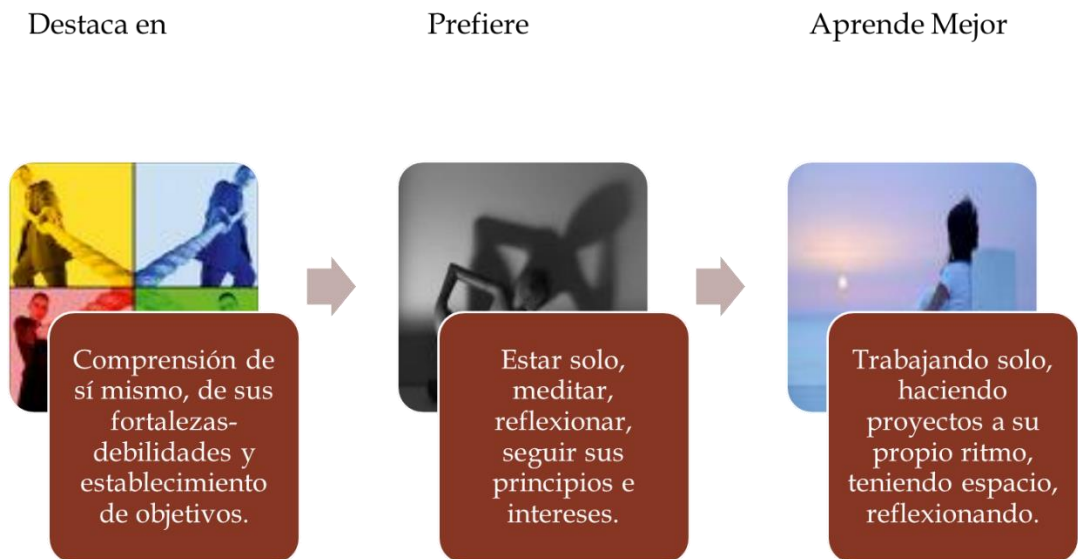 Destaca en
Prefiere
Aprende Mejor
Comprensión de
sí mismo, de sus
fortalezas-
debilidades y
establecimiento
de objetivos.
Estar solo,
meditar,
reflexionar,
seguir sus
principios e
intereses.
Trabajando solo,
haciendo
proyectos a su
propio ritmo,
teniendo espacio,
reflexionando.